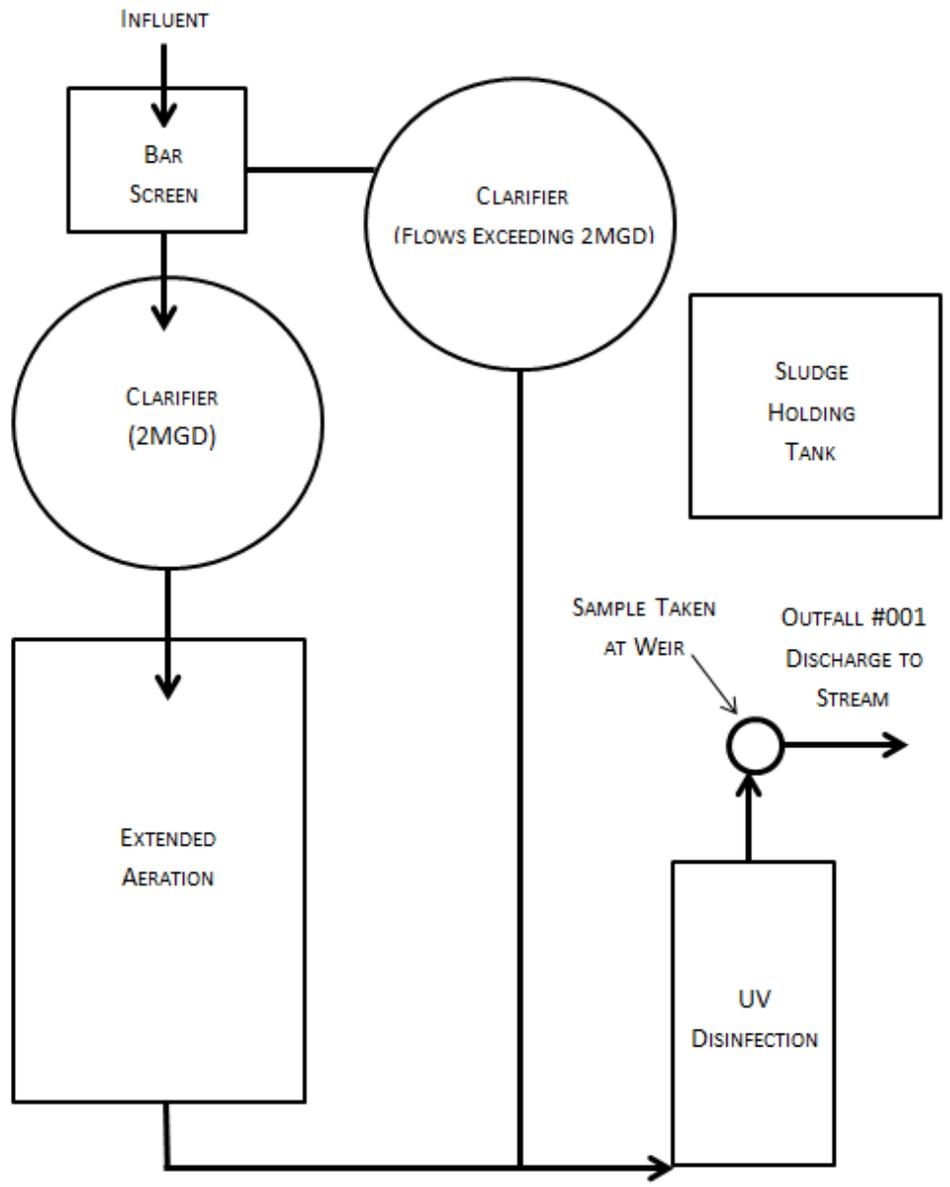 INFLUENT
BAR
SCREEN
CLARIFIER
(FLOWS EXCEEDING 2MGD)
CLARIFIER
(2MGD)
SLUDGE
HOLDING
TANK
SAMPLE TAKEN
AT WEIR
OUTFALL #001
DISCHARGE TO
STREAM
EXTENDED
AERATION
UV
DISINFECTION